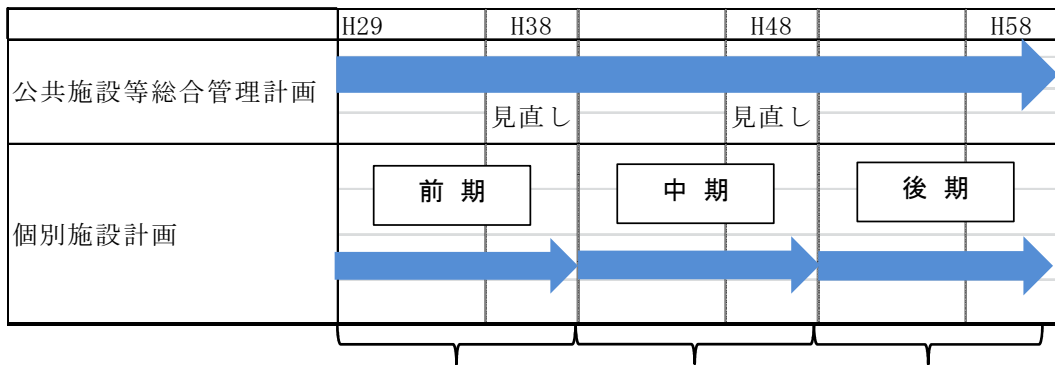 H29 H38 H48 H58
公共施設等総合管理計画
見直し 見直し
前 期 中 期 後 期
個別施設計画